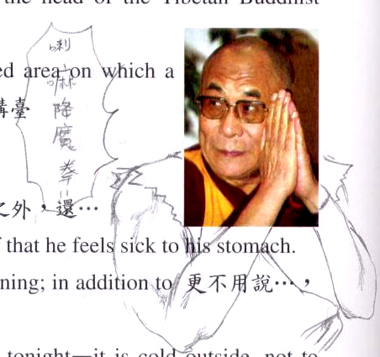 the head of the Tibetan Buddhist
喇嘛降魔拳!!
ed area on which a
講臺
之外，還…
f that he feels sick to his stomach.
ning; in addition to 更不用說…，
tonight—it is cold outside, not to